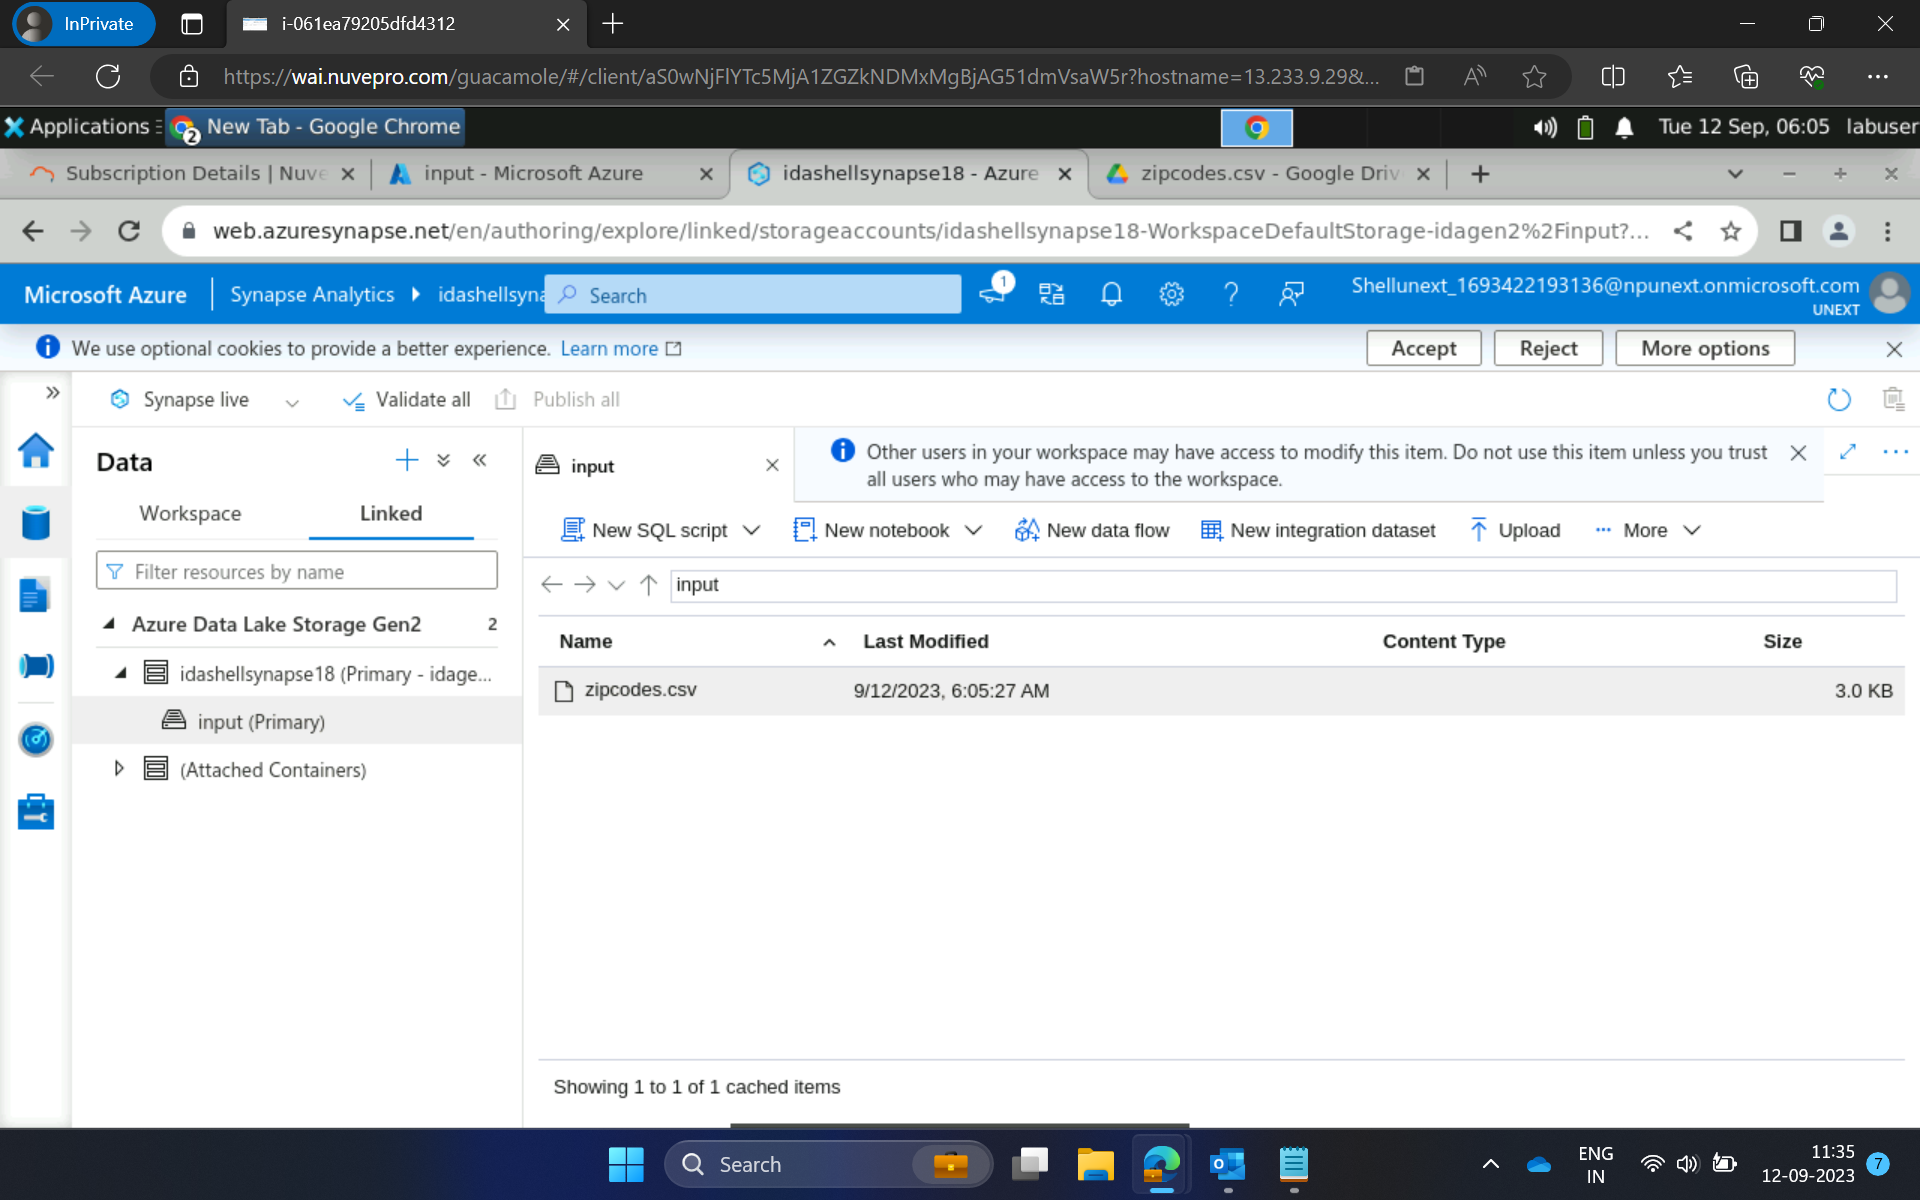 InPrivate
i-061ea79205dfd4312
https://wai.nuvepro.com/guacamole/#/client/aS0wNjFlYTc5MjA1ZGZkNDMxMgBjAG51dmVsaW5r?hostname=13.233.9.29&...
Applications
2 New Tab - Google Chrome
Tue 12 Sep, 06:05 labuser
Subscription Details | Nuve
input - Microsoft Azure
idashellsynapse18 - Azure
zipcodes.csv - Google Driv
web.azuresynapse.net/en/authoring/explore/linked/storageaccounts/idashellsynapse18-WorkspaceDefaultStorage-idagen2%2Finput?...
Microsoft Azure
Synapse Analytics
idashellsyna
Search
1
Shellunext_1693422193136@npunext.onmicrosoft.com
UNEXT
We use optional cookies to provide a better experience. Learn more
Accept
Reject
More options
Synapse live
Validate all
Publish all
Data
Workspace
Linked
Filter resources by name
Azure Data Lake Storage Gen2 2
idashellsynapse18 (Primary - idage...
input (Primary)
(Attached Containers)
input
Other users in your workspace may have access to modify this item. Do not use this item unless you trust
all users who may have access to the workspace.
New SQL script
New notebook
New data flow
New integration dataset
Upload
More
input
Name Last Modified Content Type Size
zipcodes.csv 9/12/2023, 6:05:27 AM 3.0 KB
Showing 1 to 1 of 1 cached items
Search
ENG
IN
11:35
12-09-2023
7